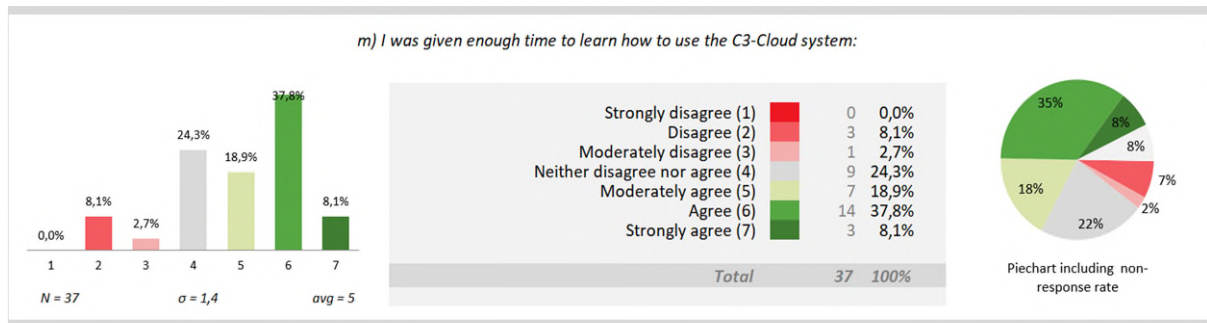 m) I was given enough time to learn how to use the C3-Cloud system:
37,8%
24,3%
18,9%
8,1%
8,1%
2,7%
0,0%
1 2 3 4 5 6 7
N = 37 σ = 1,4 avg = 5
Strongly disagree (1) 0 0,0%
Disagree (2) 3 8,1%
Moderately disagree (3) 1 2,7%
Neither disagree nor agree (4) 9 24,3%
Moderately agree (5) 7 18,9%
Agree (6) 14 37,8%
Strongly agree (7) 3 8,1%
Total 37 100%
35%
8%
8%
7%
2%
22%
18%
Piechart including non-
response rate